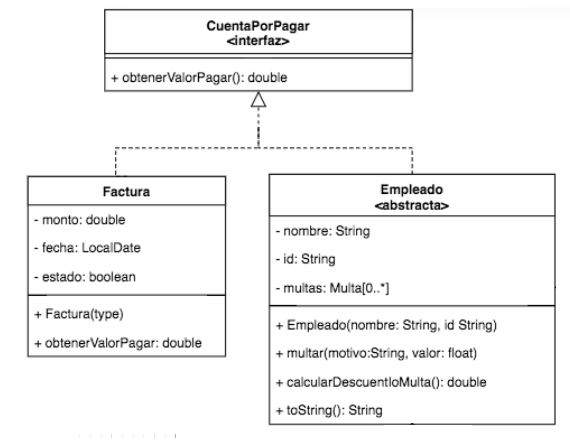 CuentaPorPagar
<interfaz>
+ obtenerValorPagar(): double
Factura
- monto: double
- fecha: LocalDate
- estado: boolean
+ Factura(type)
+ obtenerValorPagar: double
Empleado
<abstracta>
- nombre: String
- id: String
- multas: Multa[0..*]
+ Empleado(nombre: String, id String)
+ multar(motivo:String, valor: float)
+ calcularDescuentloMulta(): double
+ toString(): String